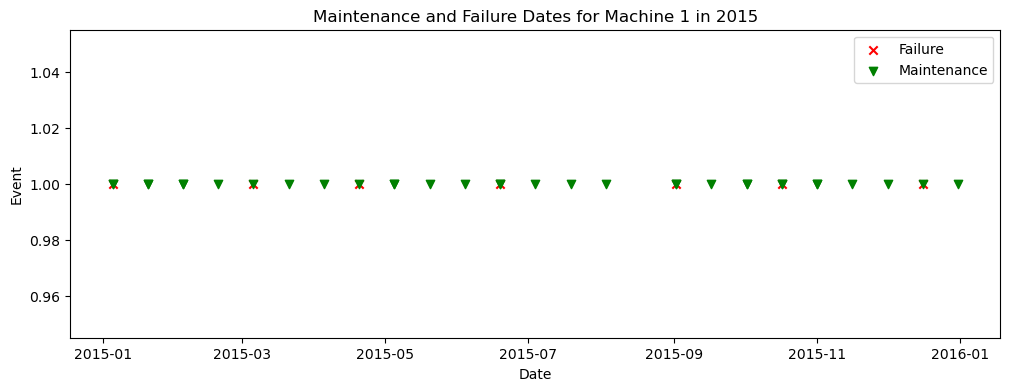 Maintenance and Failure Dates for Machine 1 in 2015
Failure
Maintenance
1.04
1.02
1.00
0.98
0.96
Event
2015-01
2015-03
2015-05
2015-07
2015-09
2015-11
2016-01
Date